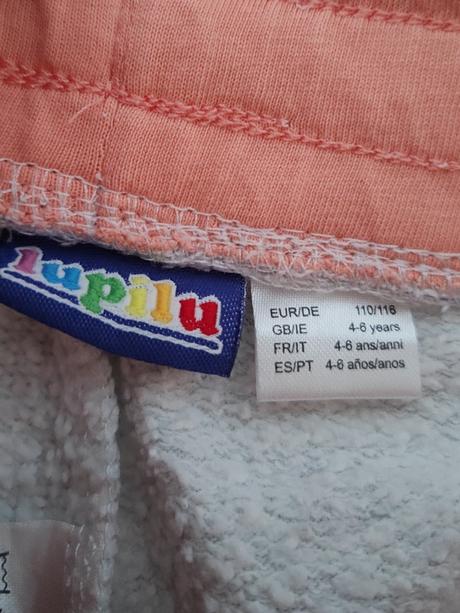 lupilu
EUR/DE 110/116
GB/IE 4-6 years
FR/IT 4-6 ans/anni
ES/PT 4-6 años/anos